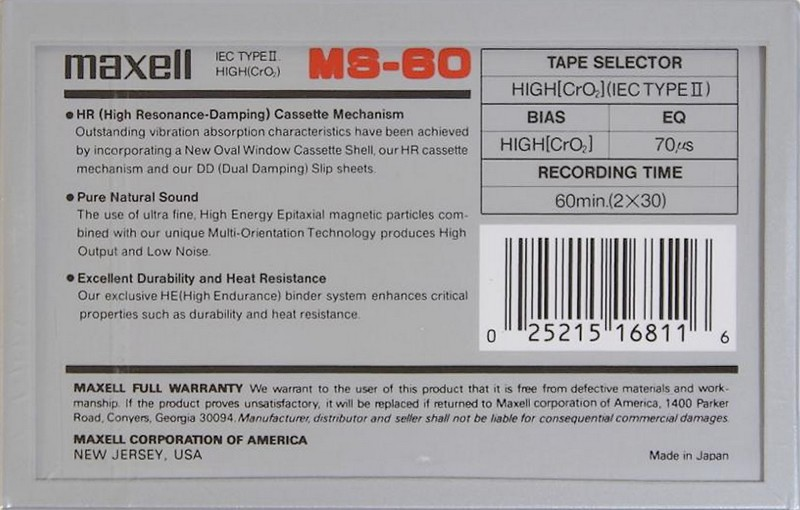 maxell
IEC TYPE II.
HIGH(CrO₂)
MS-60
● HR (High Resonance-Damping) Cassette Mechanism
Outstanding vibration absorption characteristics have been achieved
by incorporating a New Oval Window Cassette Shell, our HR cassette
mechanism and our DD (Dual Damping) Slip sheets.
● Pure Natural Sound
The use of ultra fine, High Energy Epitaxial magnetic particles com-
bined with our unique Multi-Orientation Technology produces High
Output and Low Noise.
● Excellent Durability and Heat Resistance
Our exclusive HE(High Endurance) binder system enhances critical
properties such as durability and heat resistance.
TAPE SELECTOR
HIGH[CrO₂](IEC TYPE II)
BIAS EQ
HIGH[CrO₂] 70μs
RECORDING TIME
60min.(2×30)
0 25215 16811 6
MAXELL FULL WARRANTY We warrant to the user of this product that it is free from defective materials and work-
manship. If the product proves unsatisfactory, it will be replaced if returned to Maxell corporation of America, 1400 Parker
Road, Conyers, Georgia 30094. Manufacturer, distributor and seller shall not be liable for consequential commercial damages.
MAXELL CORPORATION OF AMERICA
NEW JERSEY, USA
Made in Japan